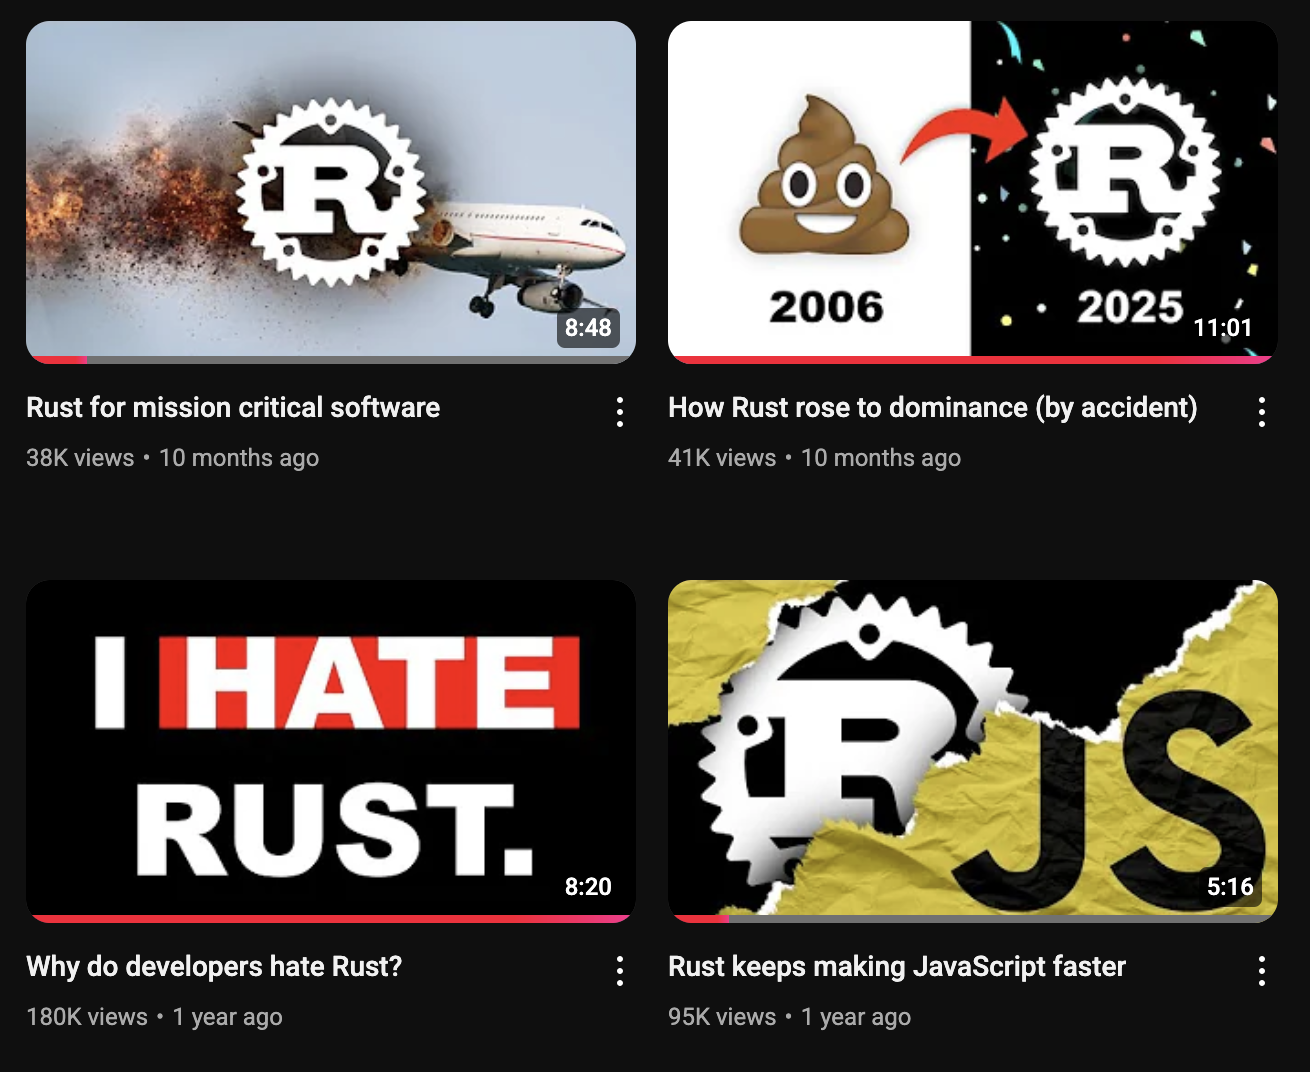 R
8:48
R
2006
2025
11:01
Rust for mission critical software
38K views • 10 months ago
How Rust rose to dominance (by accident)
41K views • 10 months ago
I HATE
RUST.
8:20
R
JS
5:16
Why do developers hate Rust?
180K views • 1 year ago
Rust keeps making JavaScript faster
95K views • 1 year ago